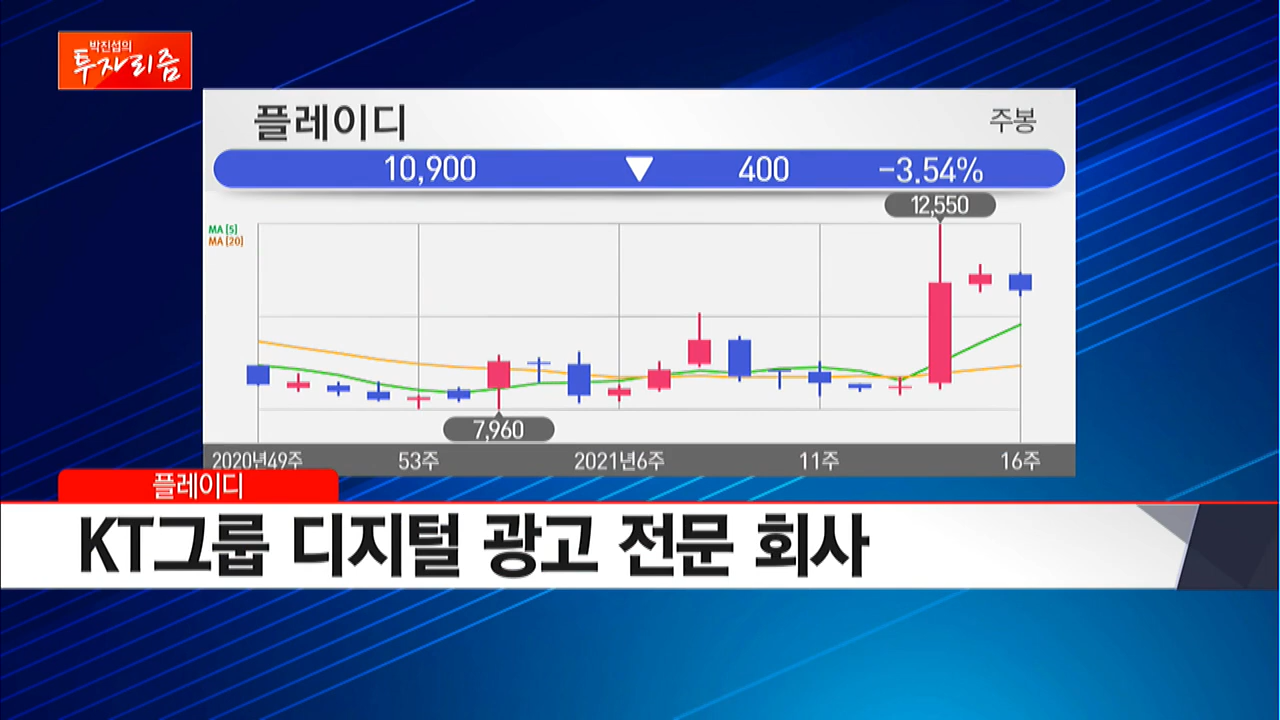 박진섭의
투자리즘
플레이디
주봉
10,900 ▼ 400 -3.54%
12,550
MA [5]
MA [20]
7,960
2020년49주 53주 2021년6주 11주 16주
플레이디
KT그룹 디지털 광고 전문 회사